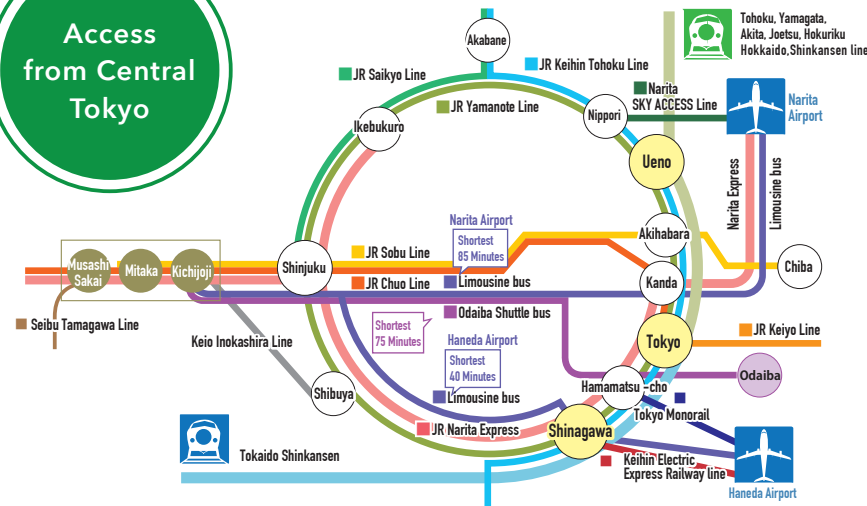 Access
from Central
Tokyo
Tohoku, Yamagata,
Akita, Joetsu, Hokuriku
Hokkaido,Shinkansen line
Akabane
JR Keihin Tohoku Line
JR Saikyo Line
Narita
SKY ACCESS Line
JR Yamanote Line
Nippori
Narita
Airport
Ikebukuro
Ueno
Narita Express
Limousine bus
Narita Airport
Shortest
85 Minutes
Akihabara
JR Sobu Line
Musashi
Sakai
Mitaka
Kichijoji
Shinjuku
Chiba
JR Chuo Line
Limousine bus
Kanda
Odaiba Shuttle bus
Seibu Tamagawa Line
Shortest
75 Minutes
Haneda Airport
Shortest
40 Minutes
Keio Inokashira Line
Tokyo
JR Keiyo Line
Odaiba
Hamamatsu-cho
Shibuya
Limousine bus
Tokyo Monorail
JR Narita Express
Shinagawa
Tokaido Shinkansen
Keihin Electric
Express Railway line
Haneda Airport